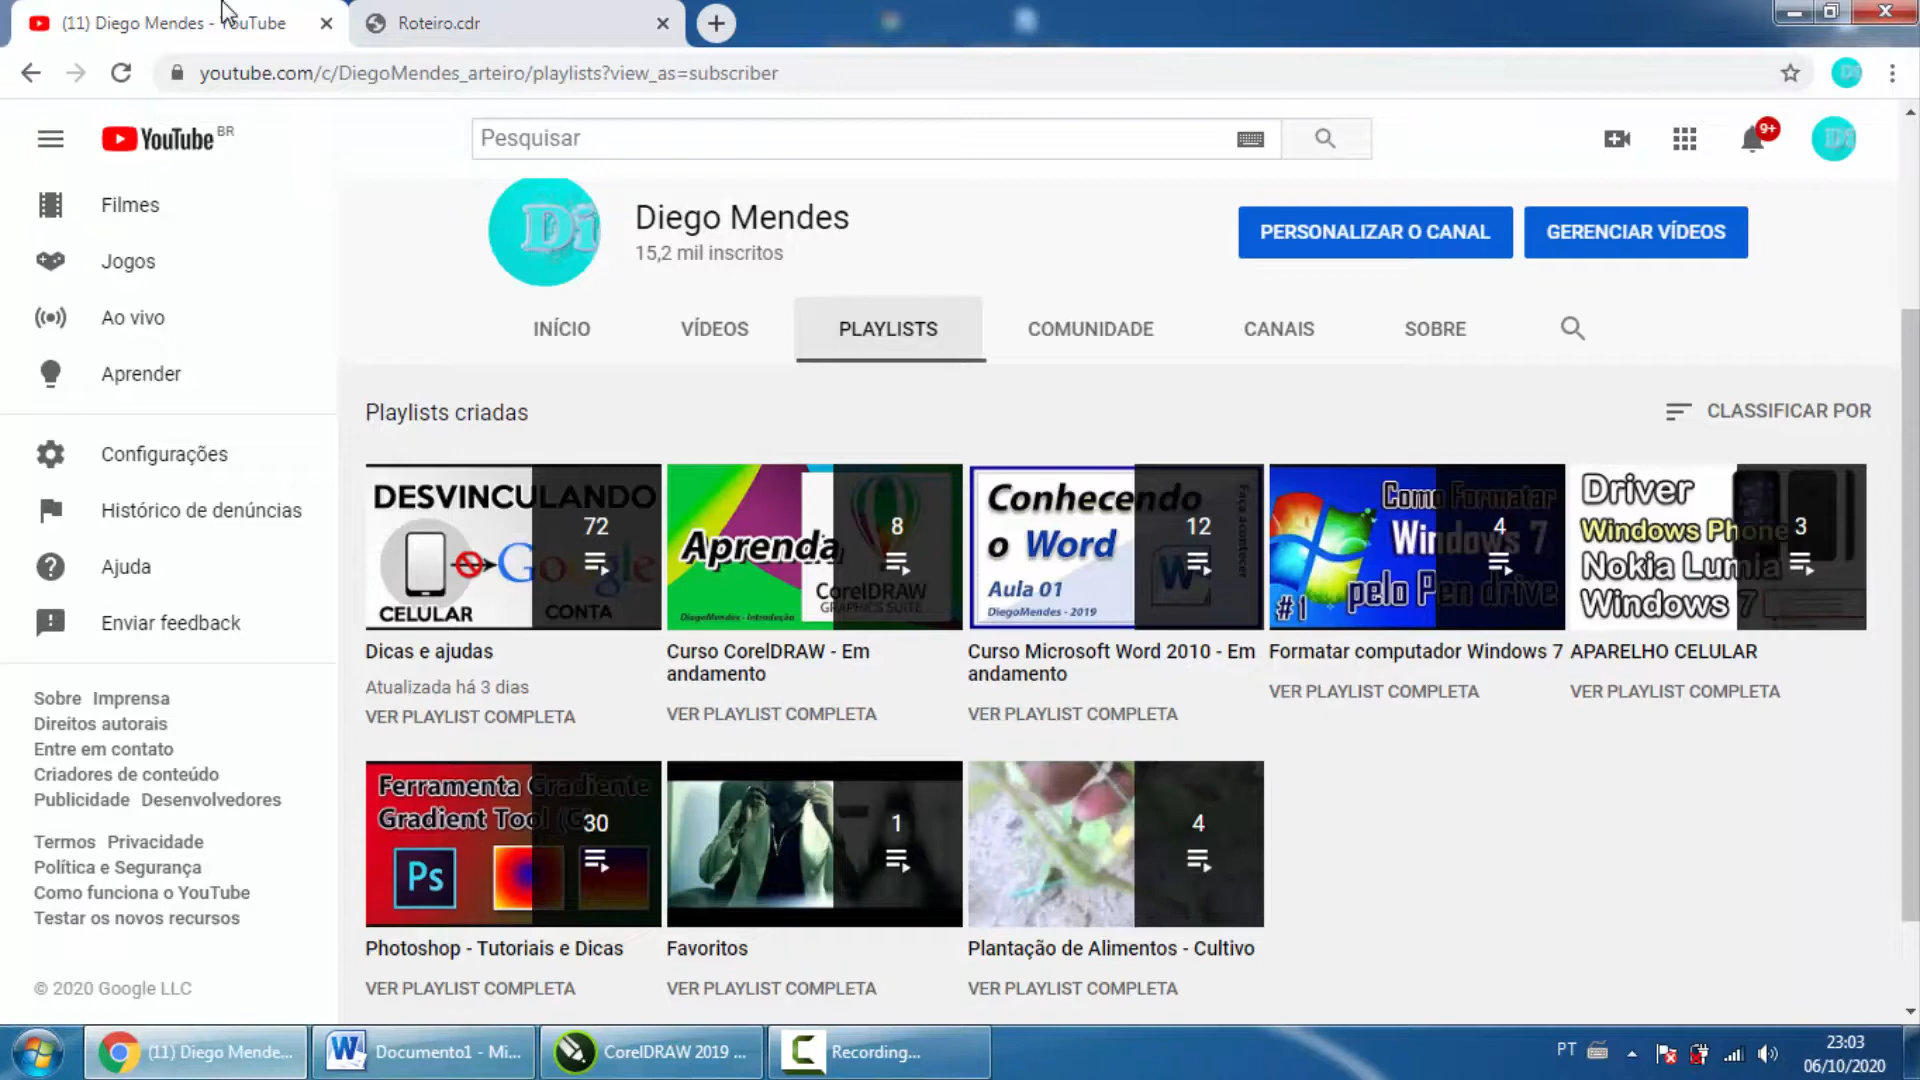 (11) Diego Mendes - YouTube
Roteiro.cdr
youtube.com/c/DiegoMendes_arteiro/playlists?view_as=subscriber
YouTube BR
Pesquisar
9+
Di
Filmes
Jogos
Ao vivo
Aprender
Configurações
Histórico de denúncias
Ajuda
Enviar feedback
Sobre Imprensa
Direitos autorais
Entre em contato
Criadores de conteúdo
Publicidade Desenvolvedores
Termos Privacidade
Política e Segurança
Como funciona o YouTube
Testar os novos recursos
© 2020 Google LLC
Di
Diego Mendes
15,2 mil inscritos
PERSONALIZAR O CANAL
GERENCIAR VÍDEOS
INÍCIO
VÍDEOS
PLAYLISTS
COMUNIDADE
CANAIS
SOBRE
Playlists criadas
CLASSIFICAR POR
DESVINCULANDO
Google
CELULAR
CONTA
72
Dicas e ajudas
Atualizada há 3 dias
VER PLAYLIST COMPLETA
Aprenda
CorelDRAW
GRAPHICS SUITE
DiegoMendes - Introdução
8
Curso CorelDRAW - Em
andamento
VER PLAYLIST COMPLETA
Conhecendo
o Word
Aula 01
DiegoMendes - 2019
Faça acontecer
W
12
Curso Microsoft Word 2010 - Em
andamento
VER PLAYLIST COMPLETA
Como Formatar
Windows 7
pelo Pen drive
#1
4
Formatar computador Windows 7
VER PLAYLIST COMPLETA
Driver
Windows Phone
Nokia Lumia
Windows 7
3
APARELHO CELULAR
VER PLAYLIST COMPLETA
Ferramenta Gradiente
Gradient Tool (G)
Ps
30
Photoshop - Tutoriais e Dicas
VER PLAYLIST COMPLETA
1
Favoritos
VER PLAYLIST COMPLETA
4
Plantação de Alimentos - Cultivo
VER PLAYLIST COMPLETA
(11) Diego Mende...
Documento1 - Mi...
CorelDRAW 2019 ...
Recording...
PT
23:03
06/10/2020